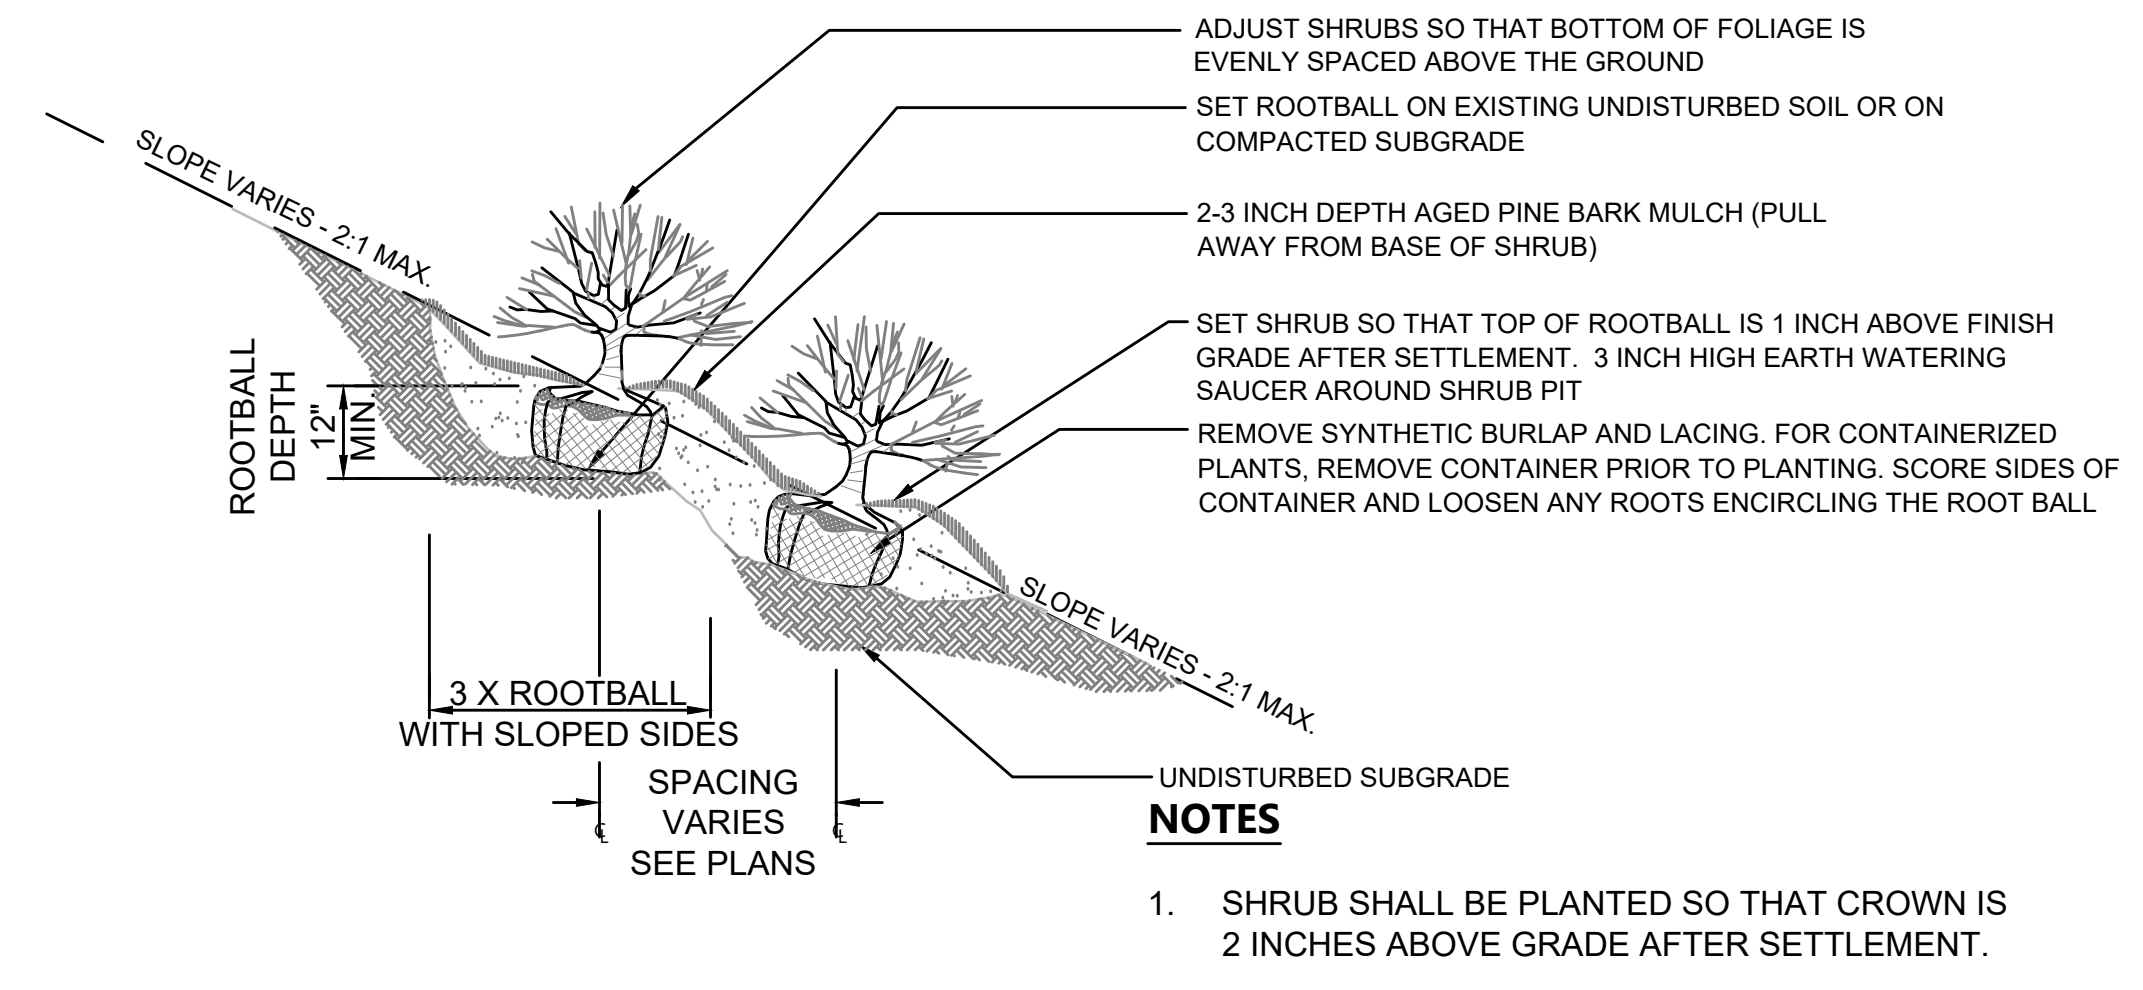 ADJUST SHRUBS SO THAT BOTTOM OF FOLIAGE IS
EVENLY SPACED ABOVE THE GROUND
SET ROOTBALL ON EXISTING UNDISTURBED SOIL OR ON
COMPACTED SUBGRADE
2-3 INCH DEPTH AGED PINE BARK MULCH (PULL
AWAY FROM BASE OF SHRUB)
SET SHRUB SO THAT TOP OF ROOTBALL IS 1 INCH ABOVE FINISH
GRADE AFTER SETTLEMENT.  3 INCH HIGH EARTH WATERING
SAUCER AROUND SHRUB PIT
REMOVE SYNTHETIC BURLAP AND LACING. FOR CONTAINERIZED
PLANTS, REMOVE CONTAINER PRIOR TO PLANTING. SCORE SIDES OF
CONTAINER AND LOOSEN ANY ROOTS ENCIRCLING THE ROOT BALL
SLOPE VARIES - 2:1 MAX.
ROOTBALL
DEPTH
12"
MIN.
SLOPE VARIES - 2:1 MAX.
3 X ROOTBALL
WITH SLOPED SIDES
SPACING
VARIES
SEE PLANS
℄
℄
UNDISTURBED SUBGRADE
NOTES
1. SHRUB SHALL BE PLANTED SO THAT CROWN IS
2 INCHES ABOVE GRADE AFTER SETTLEMENT.